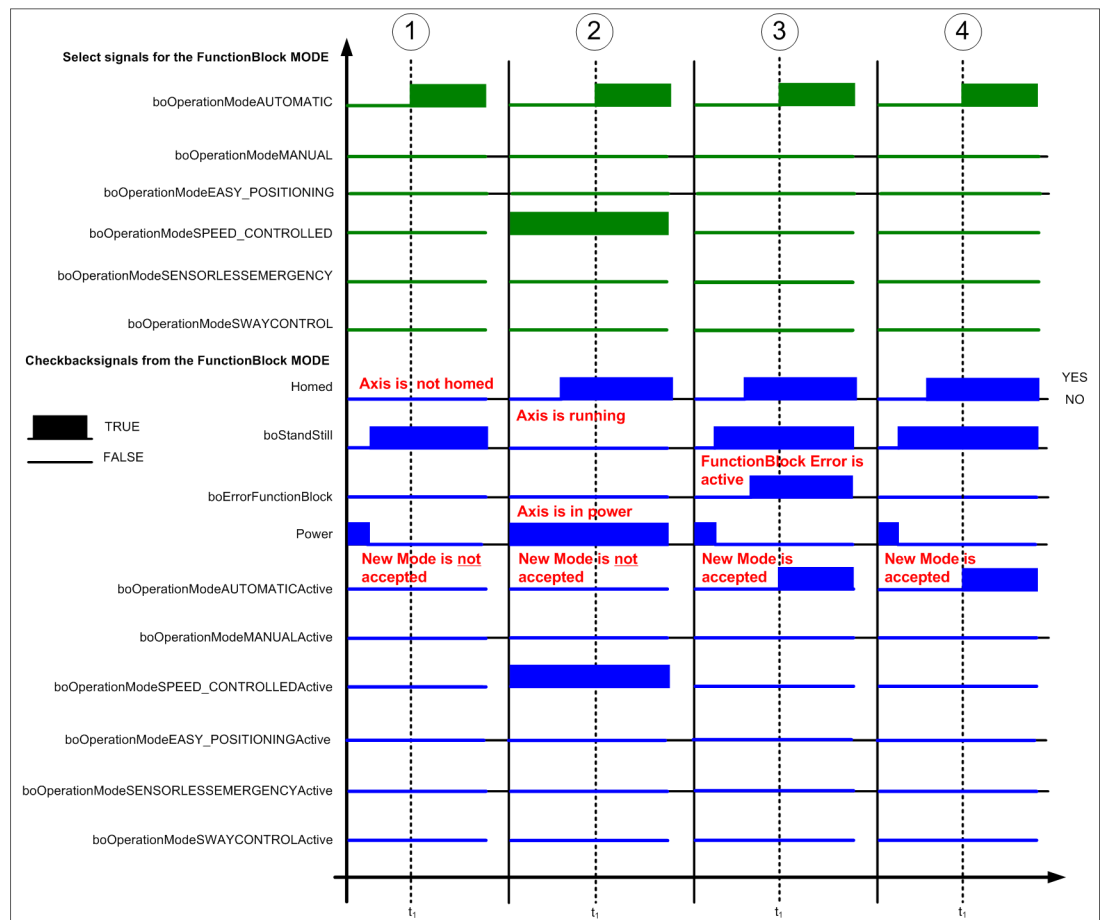 1
2
3
4
Select signals for the FunctionBlock MODE
boOperationModeAUTOMATIC
boOperationModeMANUAL
boOperationModeEASY_POSITIONING
boOperationModeSPEED_CONTROLLED
boOperationModeSENSORLESSEMERGENCY
boOperationModeSWAYCONTROL
Checkbacksignals from the FunctionBlock MODE
Homed
Axis is not homed
YES
NO
TRUE
FALSE
Axis is running
boStandStill
FunctionBlock Error is
active
boErrorFunctionBlock
Axis is in power
Power
New Mode is not
accepted
New Mode is not
accepted
New Mode is
accepted
New Mode is
accepted
boOperationModeAUTOMATICActive
boOperationModeMANUALActive
boOperationModeSPEED_CONTROLLEDActive
boOperationModeEASY_POSITIONINGActive
boOperationModeSENSORLESSEMERGENCYActive
boOperationModeSWAYCONTROLActive
t₁
t₁
t₁
t₁